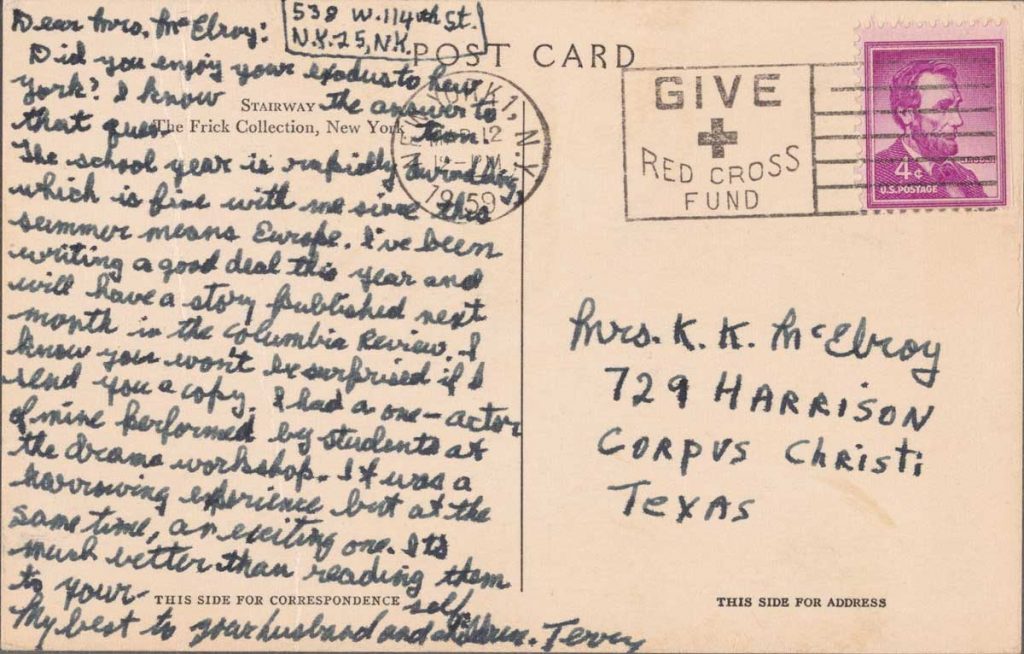 538 W. 114th St.
N.Y. 25, N.Y.
POST CARD
Dear Mrs. McElroy:
Did you enjoy your exodus to New
York? I know the answer to
that question.
The school year is rapidly dwindling,
which is fine with me since this
summer means Europe. I've been
writing a good deal this year and
will have a story published next
month in the Columbia Review. I
know you won't be surprised if I
send you a copy. I had a one-actor
of mine performed by students at
the drama workshop. It was a
harrowing experience but at the
same time, an exciting one. It's
much better than reading them
to your-self.
My best to your husband and children. Terry
STAIRWAY
The Frick Collection, New York
THIS SIDE FOR CORRESPONDENCE
NEW YORK 1, N.Y.
12
PM
1959
GIVE
RED CROSS
FUND
4¢
U.S. POSTAGE
Mrs. K. K. McElroy
729 HARRISON
CORPUS Christi
TEXAS
THIS SIDE FOR ADDRESS